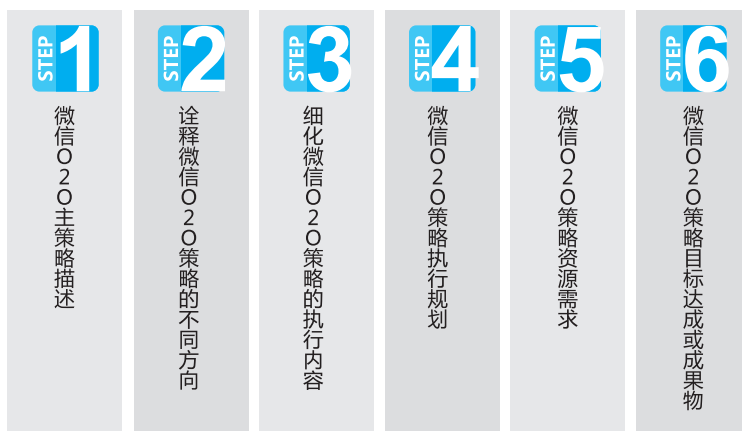 STEP 1
微信O2O主策略描述
STEP 2
诠释微信O2O策略的不同方向
STEP 3
细化微信O2O策略的执行内容
STEP 4
微信O2O策略执行规划
STEP 5
微信O2O策略资源需求
STEP 6
微信O2O策略目标达成或成果物